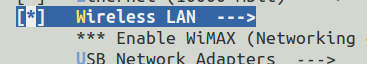 [*] Wireless LAN --->
*** Enable WiMAX (Networking
USB Network Adapters --->